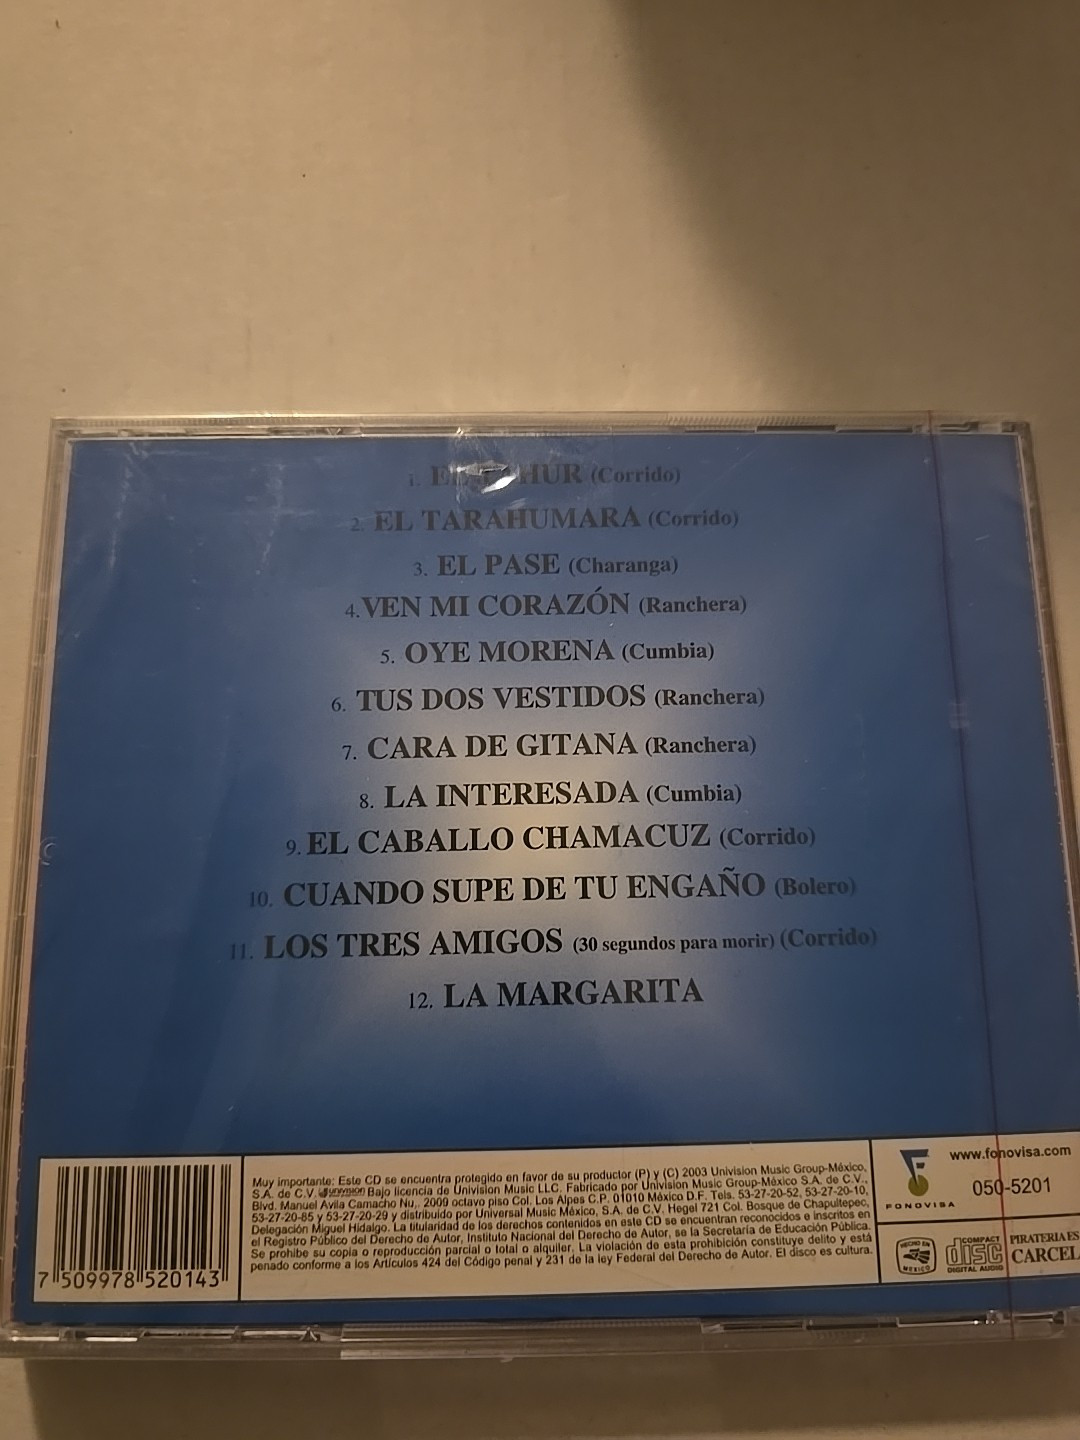 1. HUR (Corrido)
2. EL TARAHUMARA (Corrido)
3. EL PASE (Charanga)
4. VEN MI CORAZÓN (Ranchera)
5. OYE MORENA (Cumbia)
6. TUS DOS VESTIDOS (Ranchera)
7. CARA DE GITANA (Ranchera)
8. LA INTERESADA (Cumbia)
9. EL CABALLO CHAMACUZ (Corrido)
10. CUANDO SUPE DE TU ENGAÑO (Bolero)
11. LOS TRES AMIGOS (30 segundos para morir) (Corrido)
12. LA MARGARITA
7 509978 520143
Muy importante: Este CD se encuentra protegido en favor de su productor (P) y (C) 2003 Univision Music Group-México,
S.A. de C.V. univision Bajo licencia de Univision Music LLC. Fabricado por Univision Music Group-México S.A. de C.V.,
Blvd. Manuel Avila Camacho Nu,. 2009 octavo piso Col. Los Alpes C.P. 01010 México D.F. Tels. 53-27-20-52, 53-27-20-10,
53-27-20-85 y 53-27-20-29 y distribuido por Universal Music México, S.A. de C.V. Hegel 721 Col. Bosque de Chapultepec,
Delegación Miguel Hidalgo. La titularidad de los derechos contenidos en este CD se encuentran reconocidos e inscritos en
el Registro Público del Derecho de Autor, Instituto Nacional del Derecho de Autor, se la Secretaría de Educación Pública.
Se prohibe su copia o reproducción parcial o total o alquiler. La violación de esta prohibición constituye delito y está
penado conforme a los Artículos 424 del Código penal y 231 de la ley Federal del Derecho de Autor. El disco es cultura.
FONOVISA
www.fonovisa.com
050-5201
HECHO EN
MEXICO
COMPACT
disc
DIGITAL AUDIO
PIRATERIA ES
CARCEL